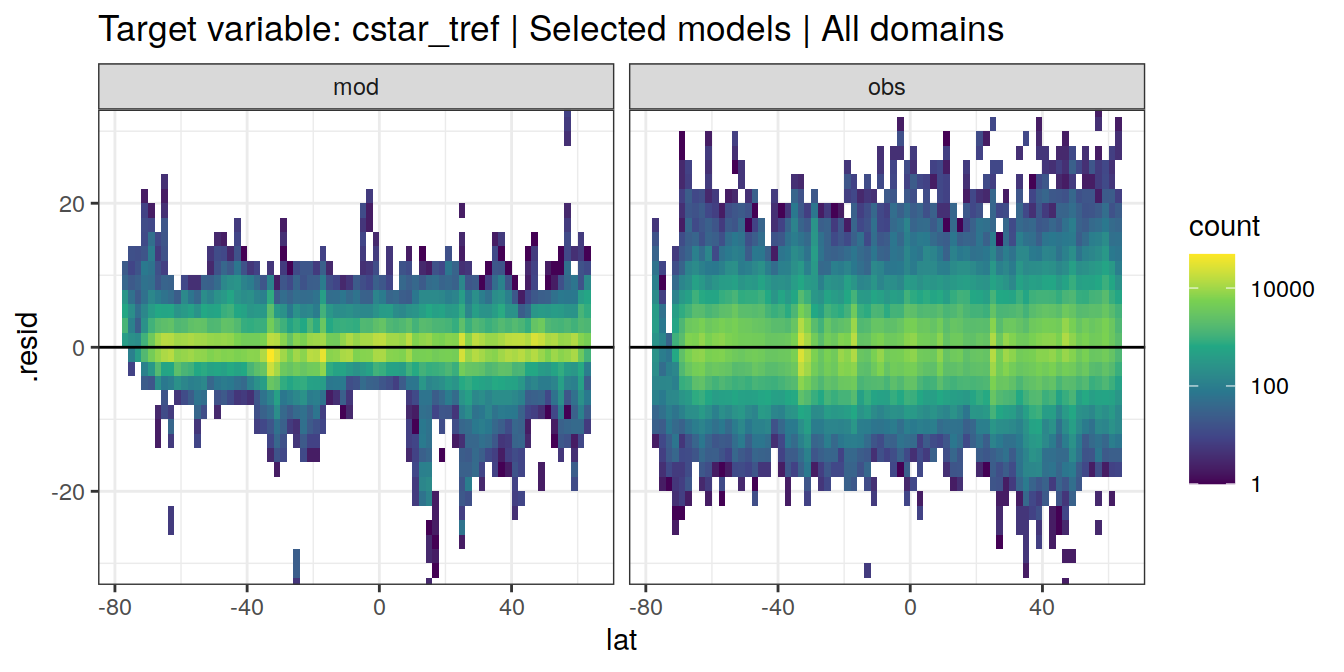 Target variable: cstar_tref | Selected models | All domains
mod
obs
.resid
20
0
-20
-80
-40
0
40
-80
-40
0
40
lat
count
10000
100
1